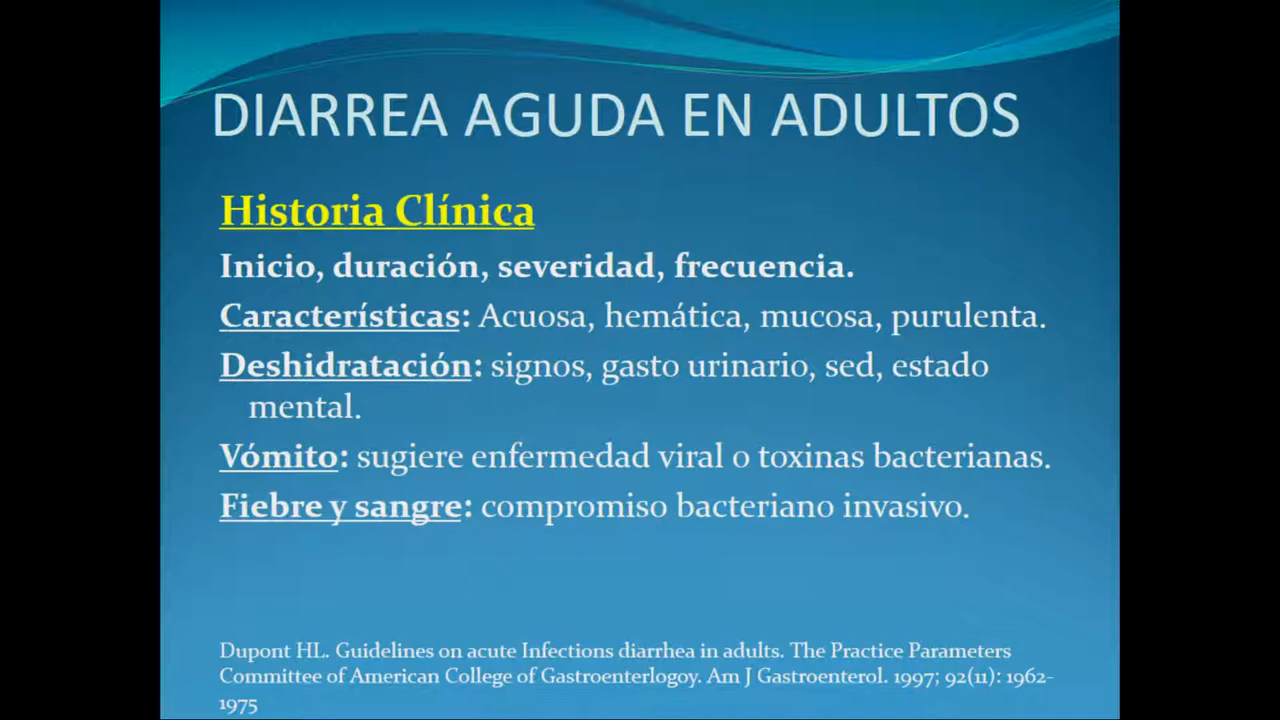 DIARREA AGUDA EN ADULTOS
Historia Clínica
Inicio, duración, severidad, frecuencia.
Características: Acuosa, hemática, mucosa, purulenta.
Deshidratación: signos, gasto urinario, sed, estado
mental.
Vómito: sugiere enfermedad viral o toxinas bacterianas.
Fiebre y sangre: compromiso bacteriano invasivo.
Dupont HL. Guidelines on acute Infections diarrhea in adults. The Practice Parameters
Committee of American College of Gastroenterlogoy. Am J Gastroenterol. 1997; 92(11): 1962-
1975